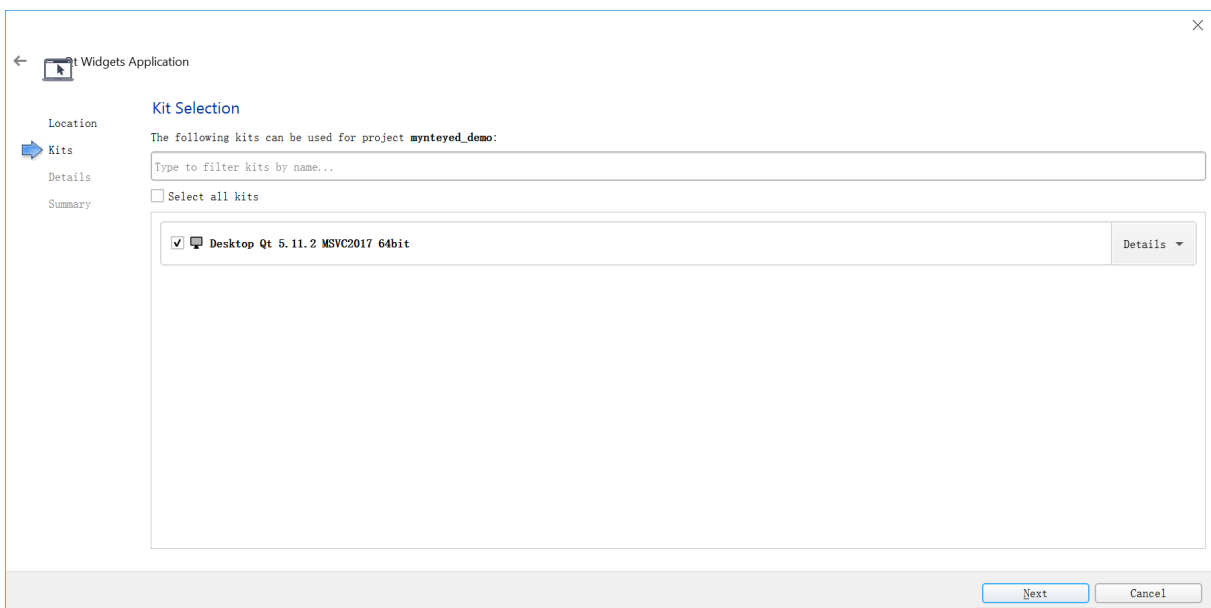 Qt Widgets Application
Location
Kits
Details
Summary
Kit Selection
The following kits can be used for project mynteyed_demo:
Type to filter kits by name...
Select all kits
Desktop Qt 5.11.2 MSVC2017 64bit
Details
Next
Cancel